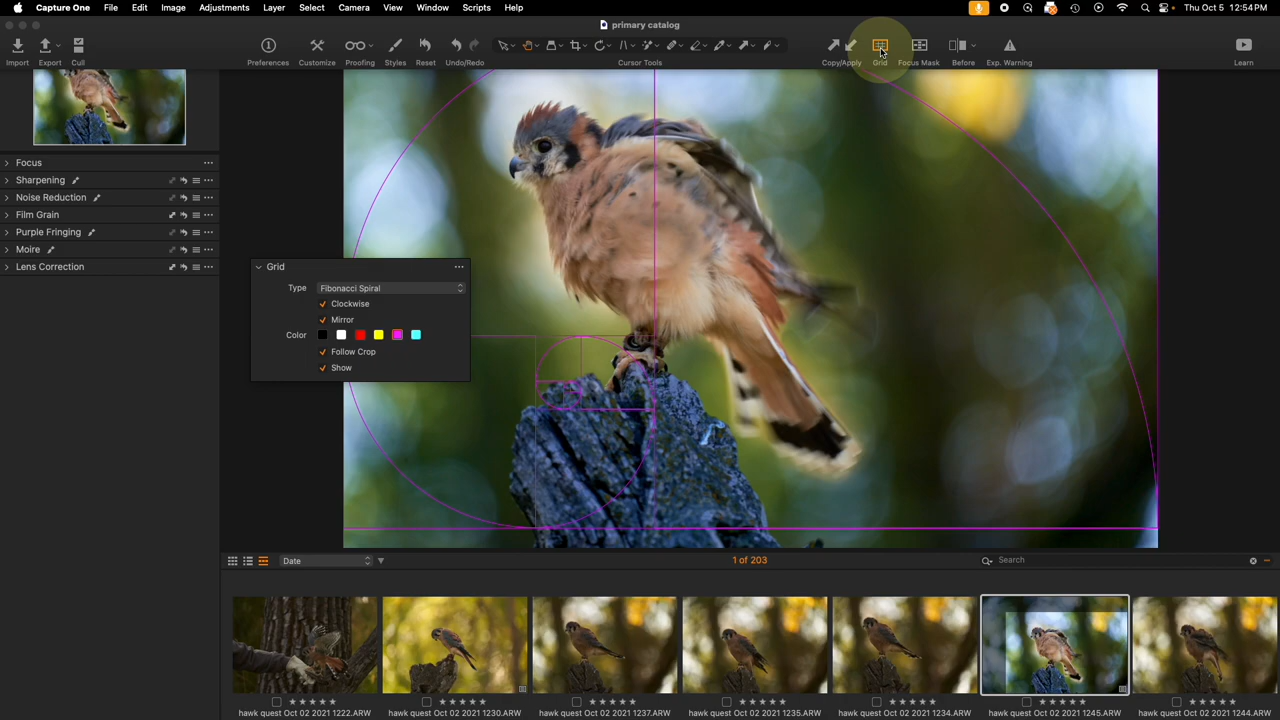 Capture One File Edit Image Adjustments Layer Select Camera View Window Scripts Help Thu Oct 5 12:54 PM
primary catalog
Import Export Cull Preferences Customize Proofing Styles Reset Undo/Redo Cursor Tools Copy/Apply Grid Focus Mask Before Exp. Warning Learn
Focus
Sharpening
Noise Reduction
Film Grain
Purple Fringing
Moire
Lens Correction
Grid
Type Fibonacci Spiral
Clockwise
Mirror
Color
Follow Crop
Show
Date 1 of 203 Search
hawk quest Oct 02 2021 1222.ARW hawk quest Oct 02 2021 1230.ARW hawk quest Oct 02 2021 1237.ARW hawk quest Oct 02 2021 1235.ARW hawk quest Oct 02 2021 1234.ARW hawk quest Oct 02 2021 1245.ARW hawk quest Oct 02 2021 1244.ARW